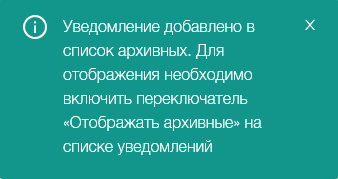 Уведомление добавлено в
список архивных. Для
отображения необходимо
включить переключатель
«Отображать архивные» на
списке уведомлений